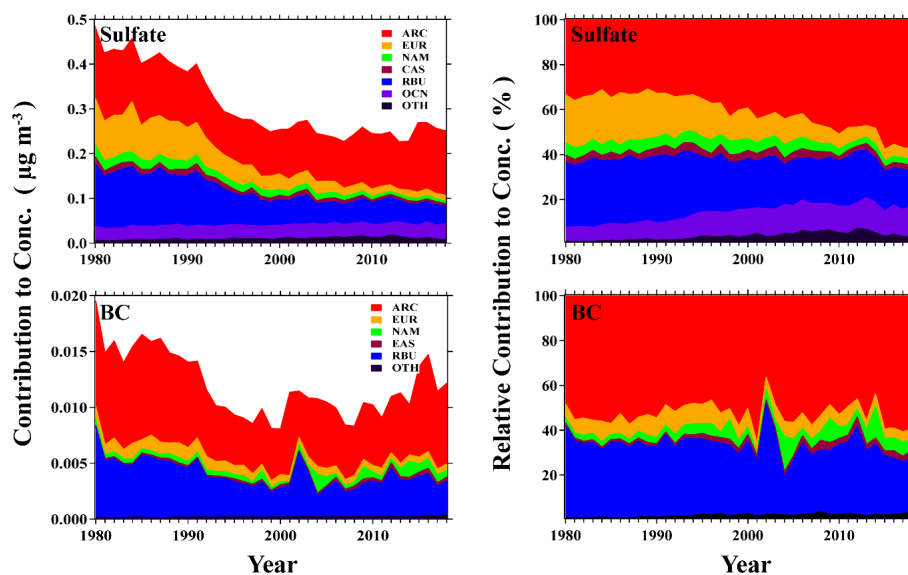 Contribution to Conc. ( µg m-3 )
Sulfate
0.5
0.4
0.3
0.2
0.1
0.0
ARC
EUR
NAM
CAS
RBU
OCN
OTH
1980 1990 2000 2010
BC
0.020
0.015
0.010
0.005
0.000
ARC
EUR
NAM
EAS
RBU
OTH
1980 1990 2000 2010
Year
Relative Contribution to Conc. ( % )
Sulfate
100
80
60
40
20
1980 1990 2000 2010
BC
100
80
60
40
20
1980 1990 2000 2010
Year